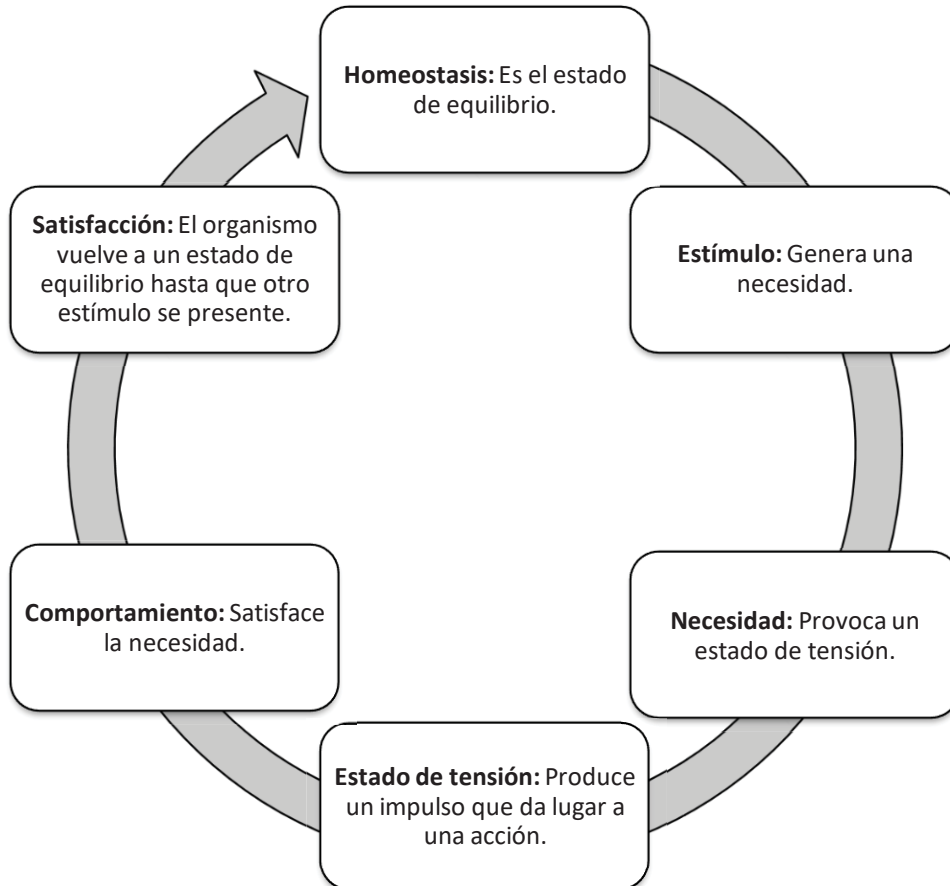 Homeostasis: Es el estado
de equilibrio.
Estímulo: Genera una
necesidad.
Necesidad: Provoca un
estado de tensión.
Estado de tensión: Produce
un impulso que da lugar a
una acción.
Comportamiento: Satisface
la necesidad.
Satisfacción: El organismo
vuelve a un estado de
equilibrio hasta que otro
estímulo se presente.